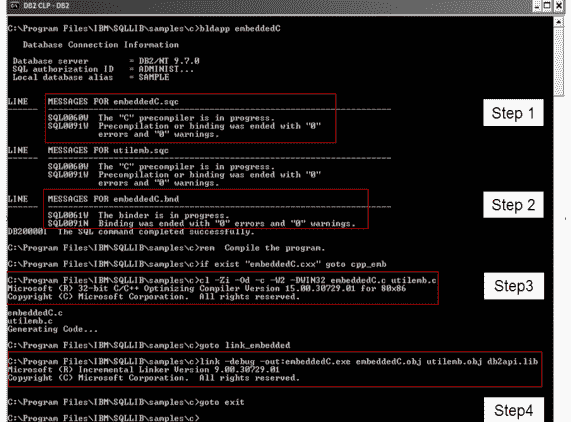 DB2 CLP - DB2
C:\Program Files\IBM\SQLLIB\samples\c>bldapp embeddedC
Database Connection Information
Database server = DB2/NT 9.7.0
SQL authorization ID = ADMINIST...
Local database alias = SAMPLE
LINE MESSAGES FOR embeddedC.sqc
SQL0060W The "C" precompiler is in progress.
SQL0091W Precompilation or binding was ended with "0"
errors and "0" warnings.
Step 1
LINE MESSAGES FOR utilemb.sqc
SQL0060W The "C" precompiler is in progress.
SQL0091W Precompilation or binding was ended with "0"
errors and "0" warnings.
LINE MESSAGES FOR embeddedC.bnd
SQL0061W The binder is in progress.
SQL0091N Binding was ended with "0" errors and "0" warnings.
Step 2
DB20000I The SQL command completed successfully.
C:\Program Files\IBM\SQLLIB\samples\c>rem Compile the program.
C:\Program Files\IBM\SQLLIB\samples\c>if exist "embeddedC.cxx" goto cpp_emb
C:\Program Files\IBM\SQLLIB\samples\c>cl -Zi -Od -c -W2 -DWIN32 embeddedC.c utilemb.c
Microsoft (R) 32-bit C/C++ Optimizing Compiler Version 15.00.30729.01 for 80x86
Copyright (C) Microsoft Corporation. All rights reserved.
Step3
embeddedC.c
utilemb.c
Generating Code...
C:\Program Files\IBM\SQLLIB\samples\c>goto link_embedded
C:\Program Files\IBM\SQLLIB\samples\c>link -debug -out:embeddedC.exe embeddedC.obj utilemb.obj db2api.lib
Microsoft (R) Incremental Linker Version 9.00.30729.01
Copyright (C) Microsoft Corporation. All rights reserved.
C:\Program Files\IBM\SQLLIB\samples\c>goto exit
Step4
C:\Program Files\IBM\SQLLIB\samples\c>